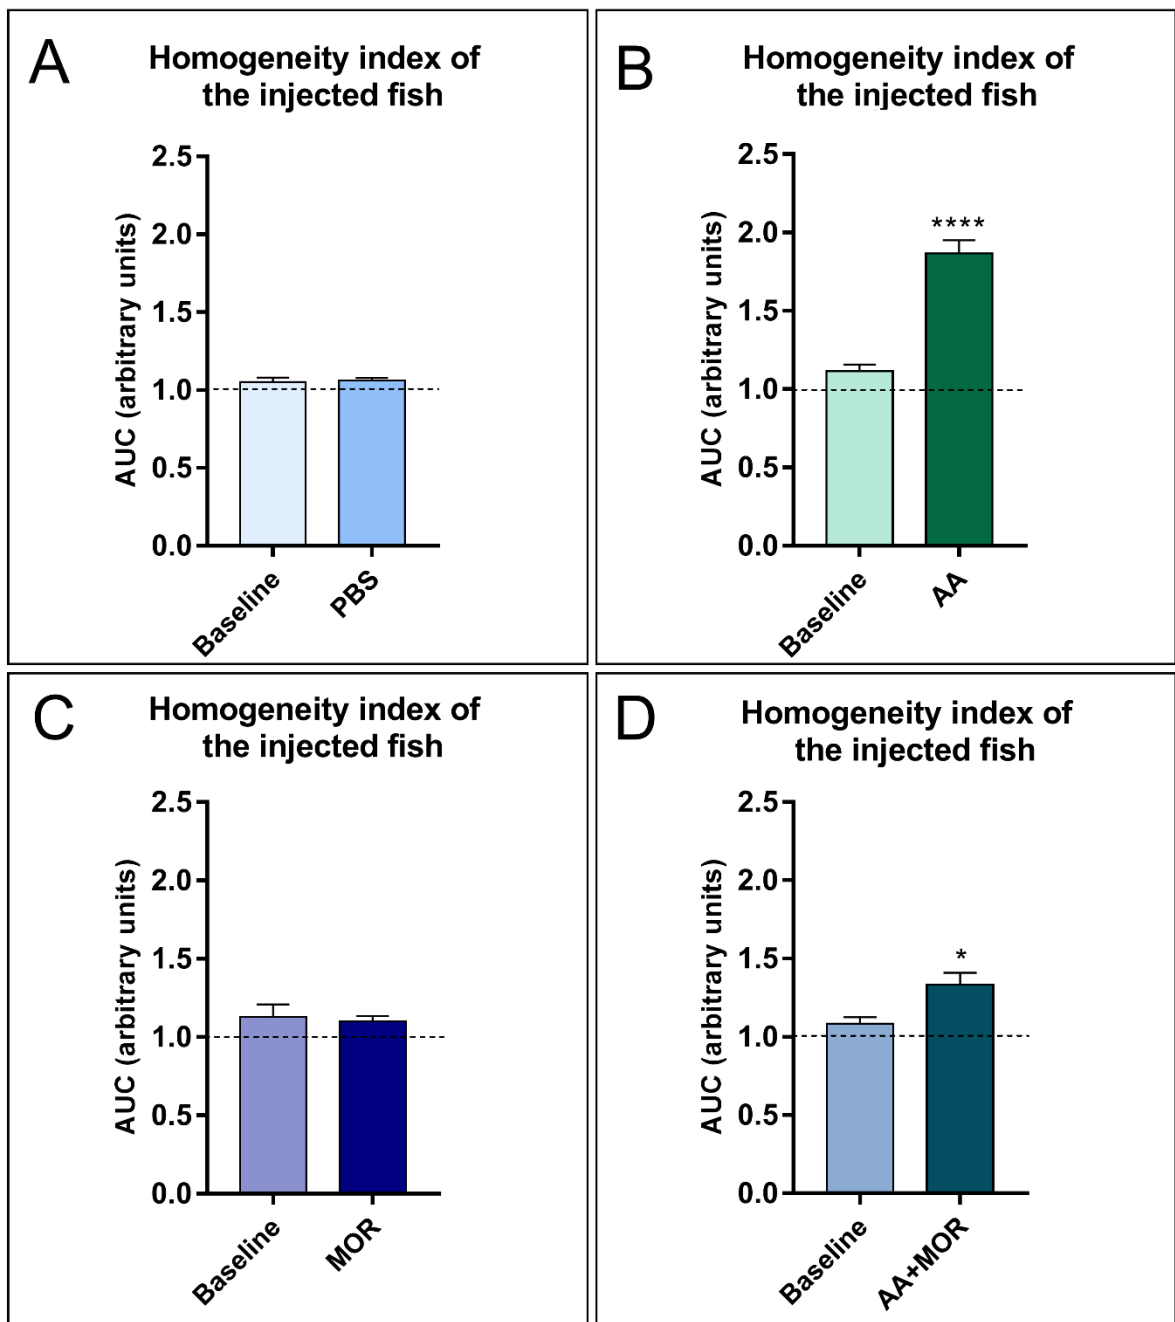 A
Homogeneity index of
the injected fish
AUC (arbitrary units)
2.5
2.0
1.5
1.0
0.5
0.0
Baseline
PBS
B
Homogeneity index of
the injected fish
AUC (arbitrary units)
2.5
2.0
1.5
1.0
0.5
0.0
****
Baseline
AA
C
Homogeneity index of
the injected fish
AUC (arbitrary units)
2.5
2.0
1.5
1.0
0.5
0.0
Baseline
MOR
D
Homogeneity index of
the injected fish
AUC (arbitrary units)
2.5
2.0
1.5
1.0
0.5
0.0
*
Baseline
AA+MOR